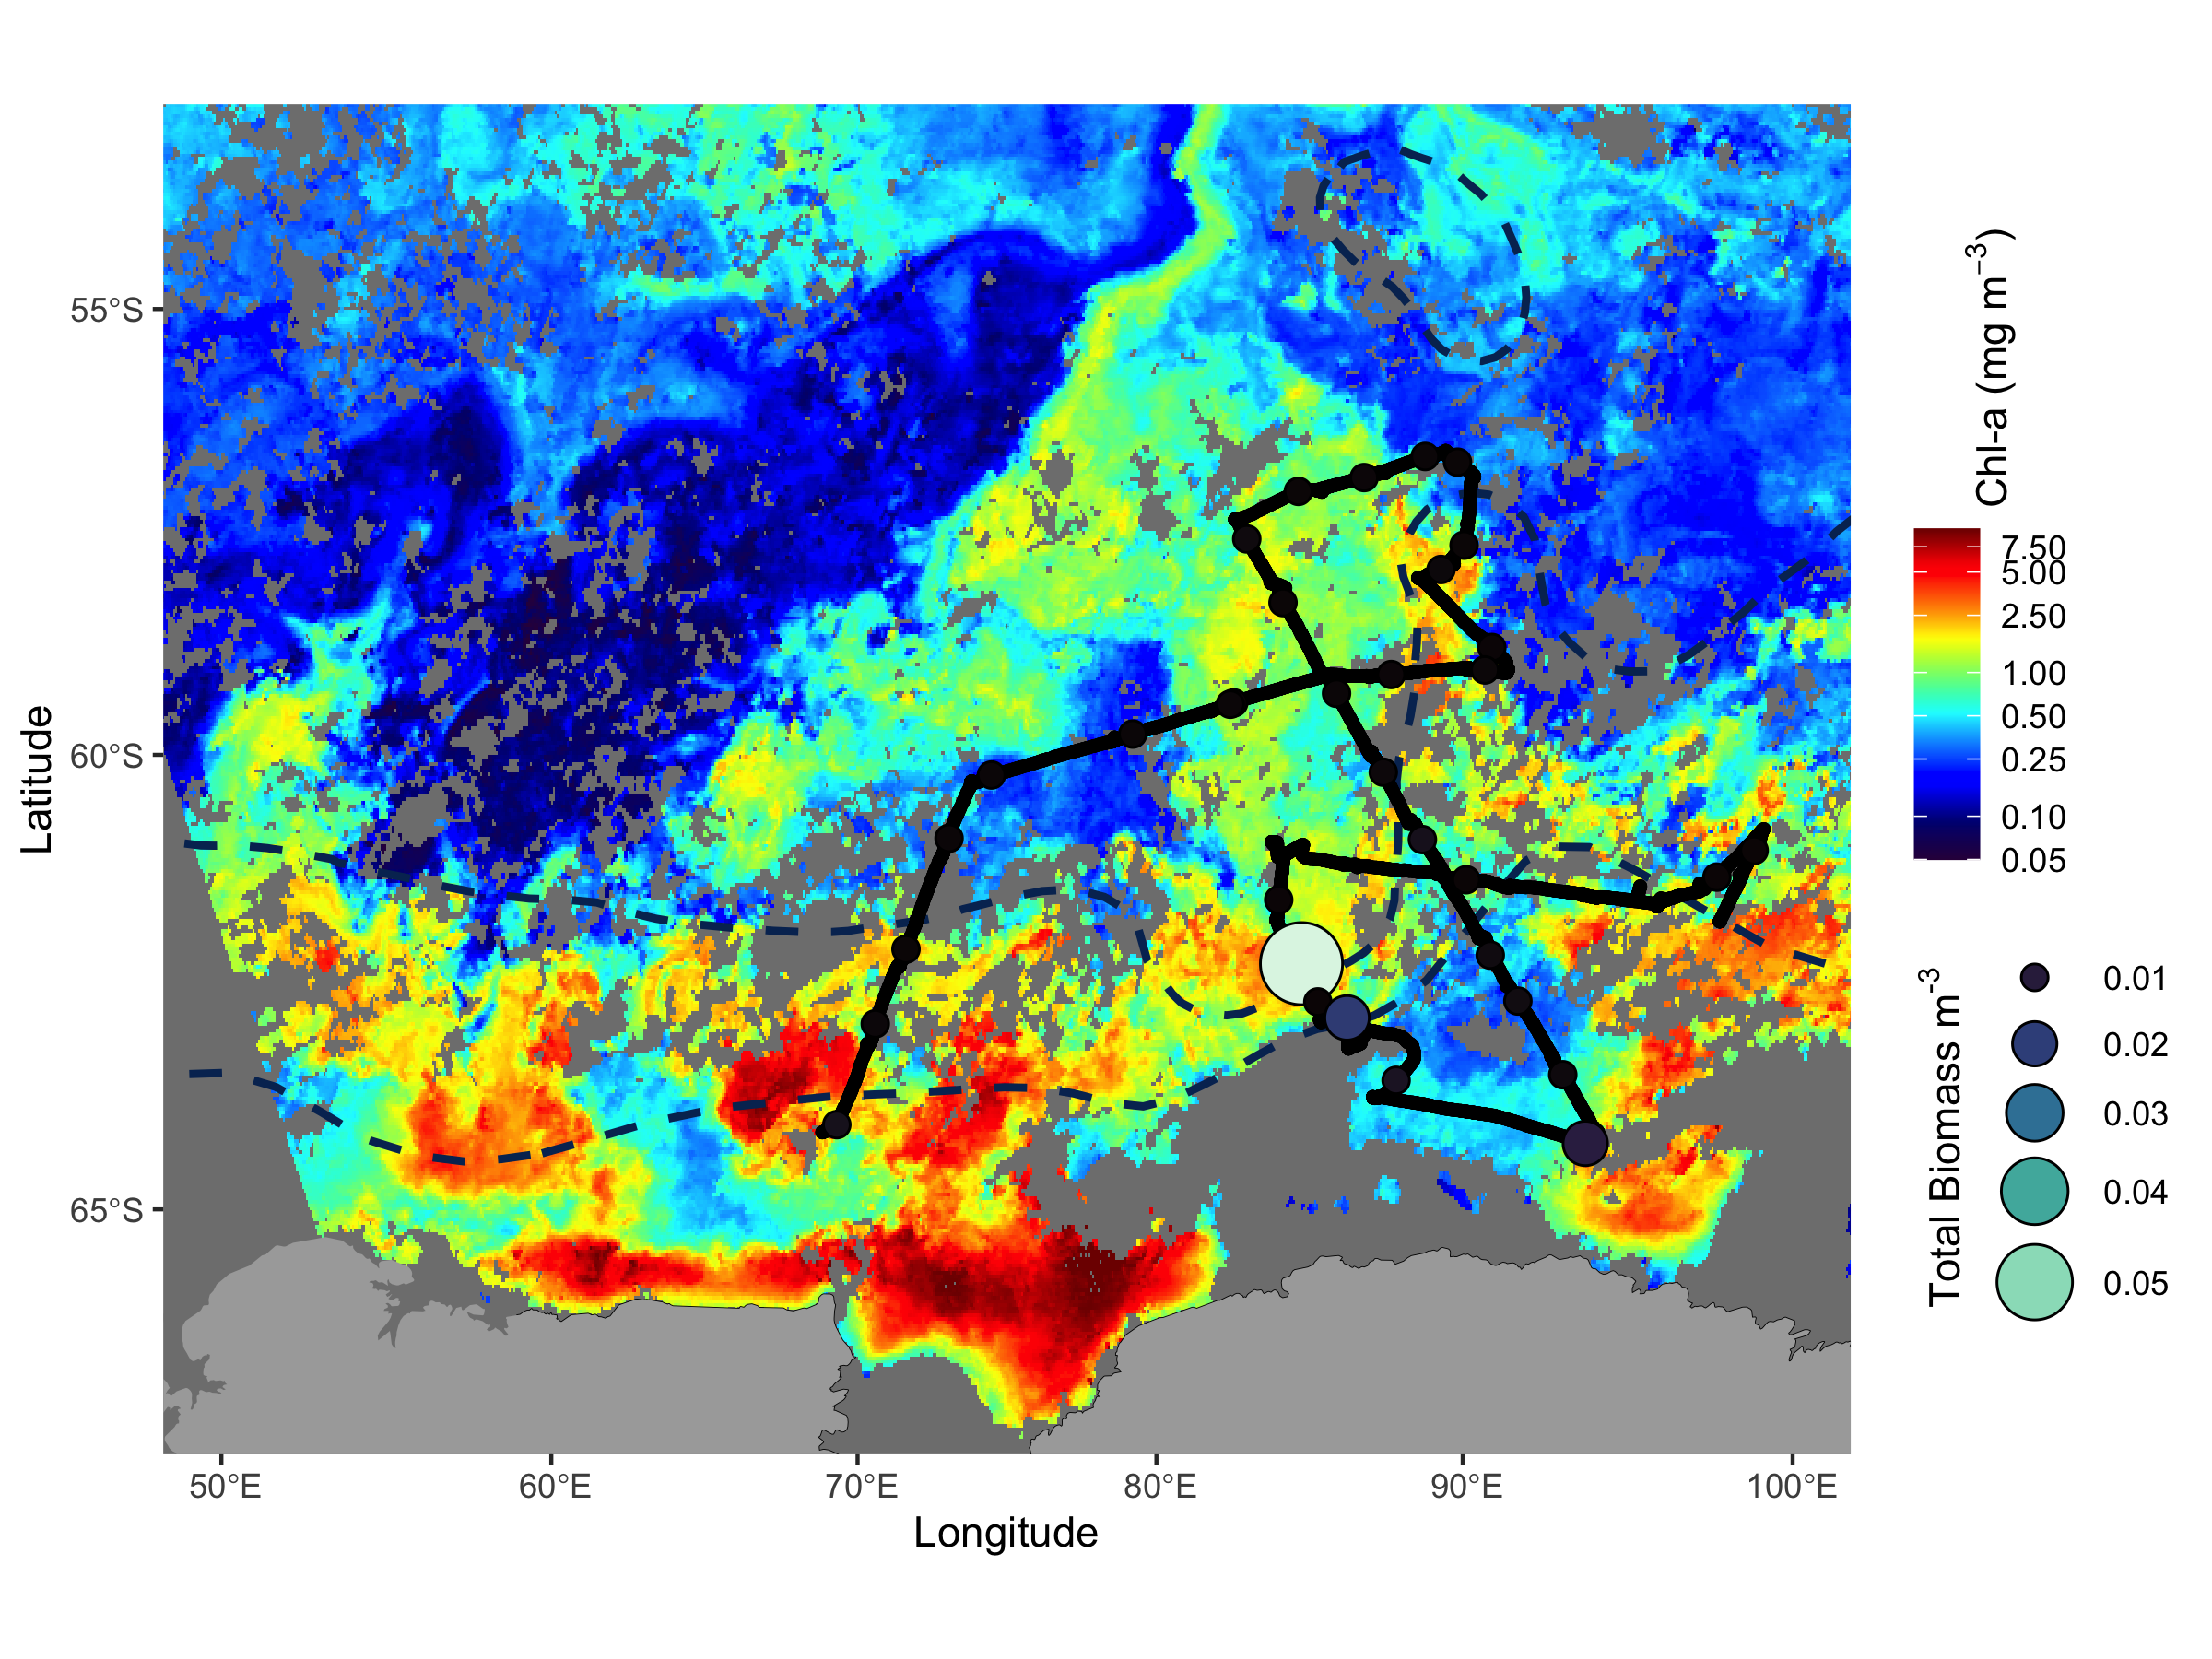 Latitude
55°S
60°S
65°S
50°E
60°E
70°E
80°E
90°E
100°E
Longitude
Chl-a (mg m⁻³)
7.50
5.00
2.50
1.00
0.50
0.25
0.10
0.05
Total Biomass m⁻³
0.01
0.02
0.03
0.04
0.05